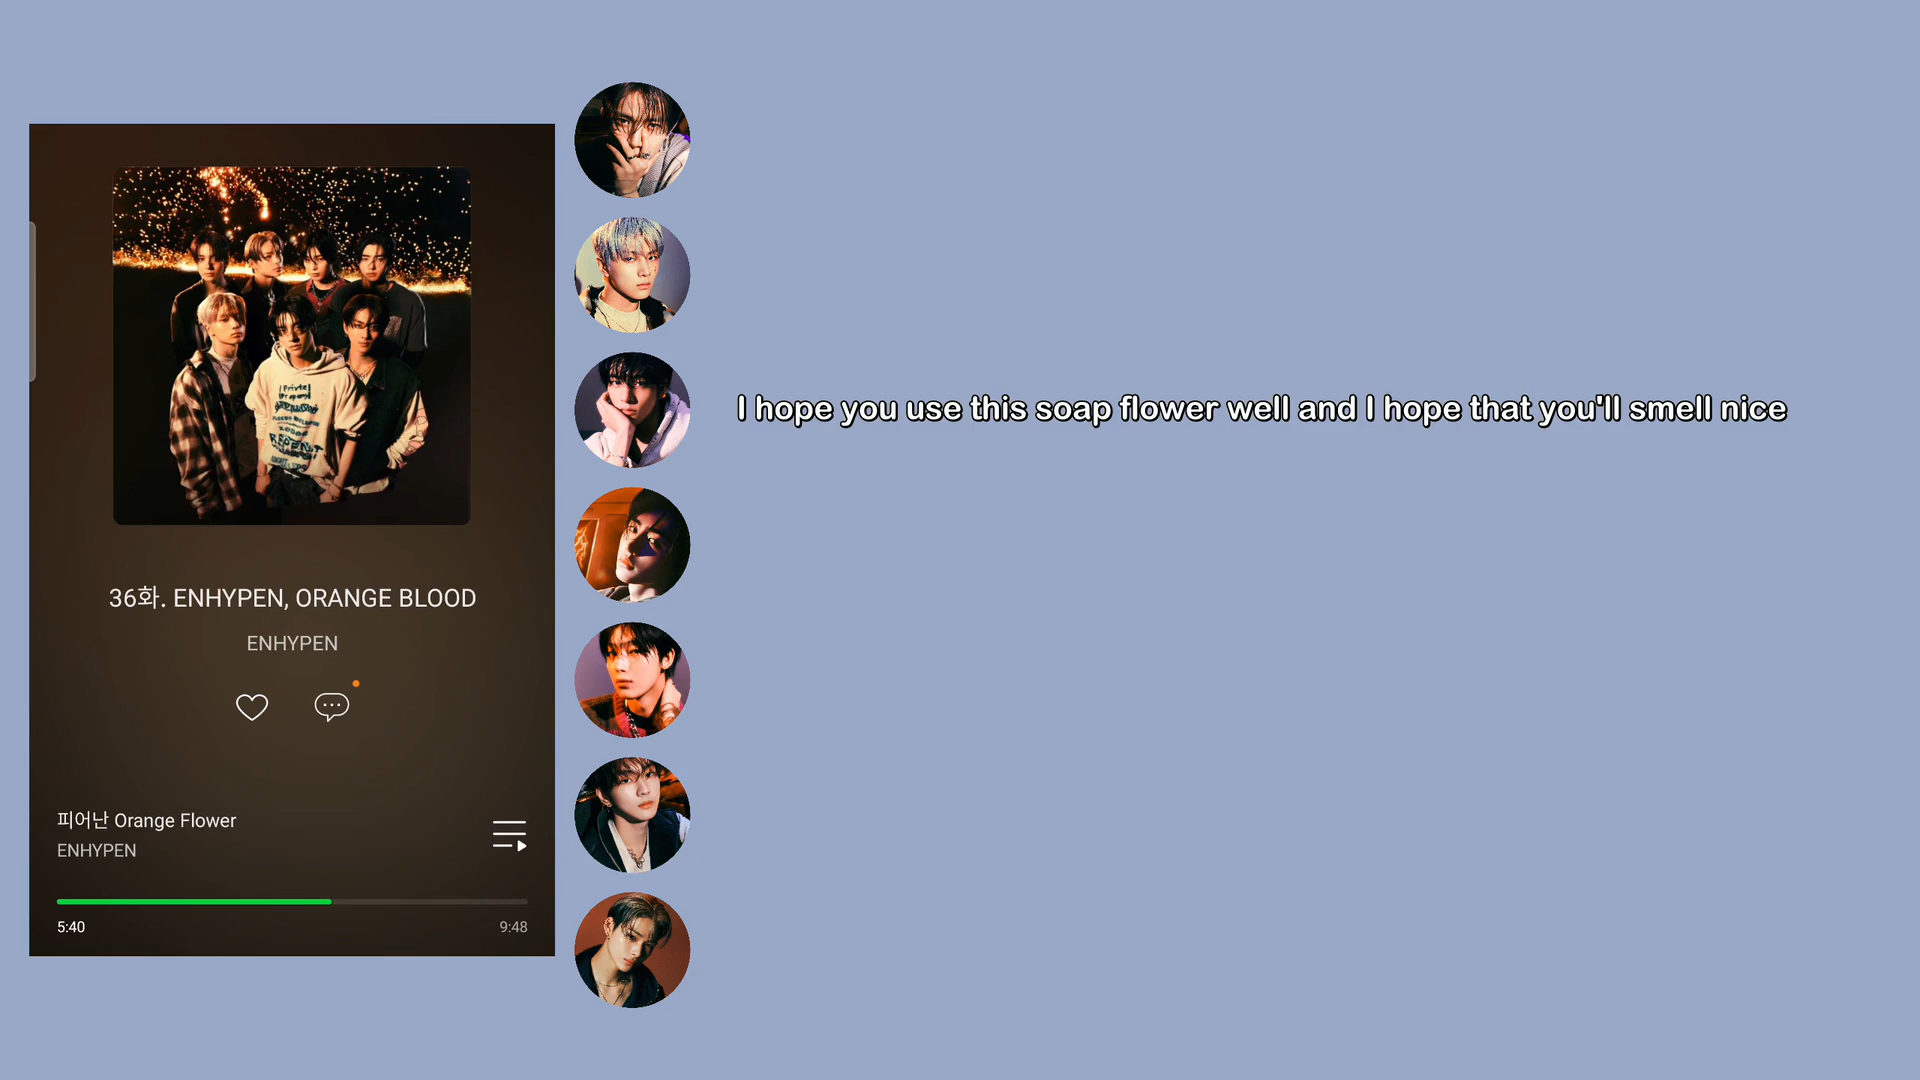 36화. ENHYPEN, ORANGE BLOOD
ENHYPEN
피어난 Orange Flower
ENHYPEN
5:40
9:48
I hope you use this soap flower well and I hope that you'll smell nice